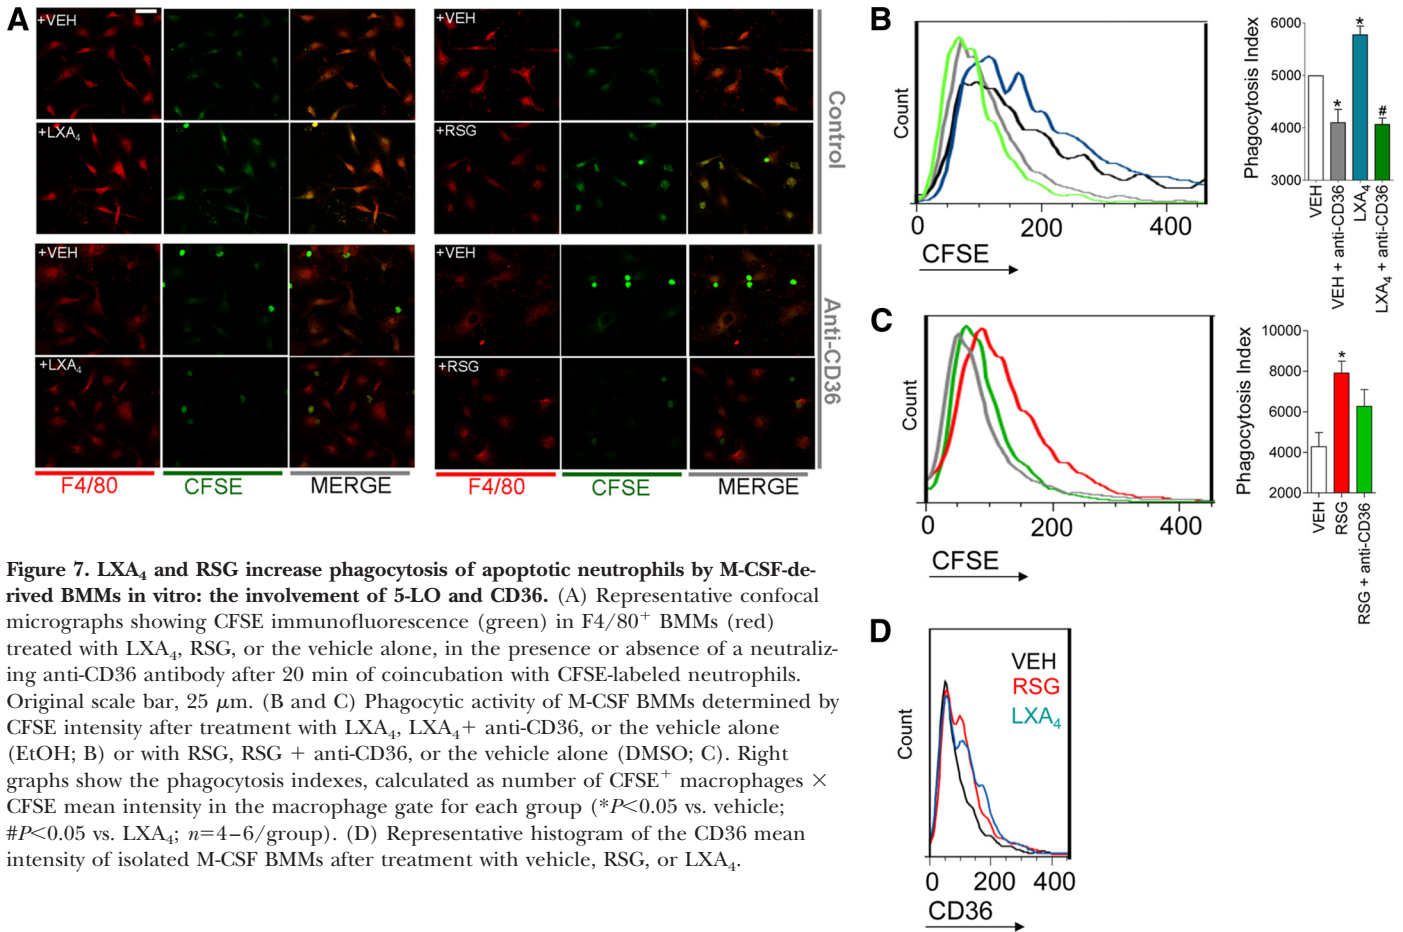 A
+VEH
+VEH
+LXA₄
+RSG
Control
+VEH
+VEH
+LXA₄
+RSG
Anti-CD36
F4/80
CFSE
MERGE
F4/80
CFSE
MERGE
B
Count
0
200
400
CFSE
Phagocytosis Index
6000
5000
4000
3000
*
*
#
VEH
VEH + anti-CD36
LXA₄
LXA₄ + anti-CD36
C
Count
0
200
400
CFSE
Phagocytosis Index
10000
8000
6000
4000
2000
*
VEH
RSG
RSG + anti-CD36
D
Count
VEH
RSG
LXA₄
0
200
400
CD36
Figure 7. LXA₄ and RSG increase phagocytosis of apoptotic neutrophils by M-CSF-de-
rived BMMs in vitro: the involvement of 5-LO and CD36. (A) Representative confocal
micrographs showing CFSE immunofluorescence (green) in F4/80⁺ BMMs (red)
treated with LXA₄, RSG, or the vehicle alone, in the presence or absence of a neutraliz-
ing anti-CD36 antibody after 20 min of coincubation with CFSE-labeled neutrophils.
Original scale bar, 25 μm. (B and C) Phagocytic activity of M-CSF BMMs determined by
CFSE intensity after treatment with LXA₄, LXA₄+ anti-CD36, or the vehicle alone
(EtOH; B) or with RSG, RSG + anti-CD36, or the vehicle alone (DMSO; C). Right
graphs show the phagocytosis indexes, calculated as number of CFSE⁺ macrophages ×
CFSE mean intensity in the macrophage gate for each group (*P<0.05 vs. vehicle;
#P<0.05 vs. LXA₄; n=4–6/group). (D) Representative histogram of the CD36 mean
intensity of isolated M-CSF BMMs after treatment with vehicle, RSG, or LXA₄.